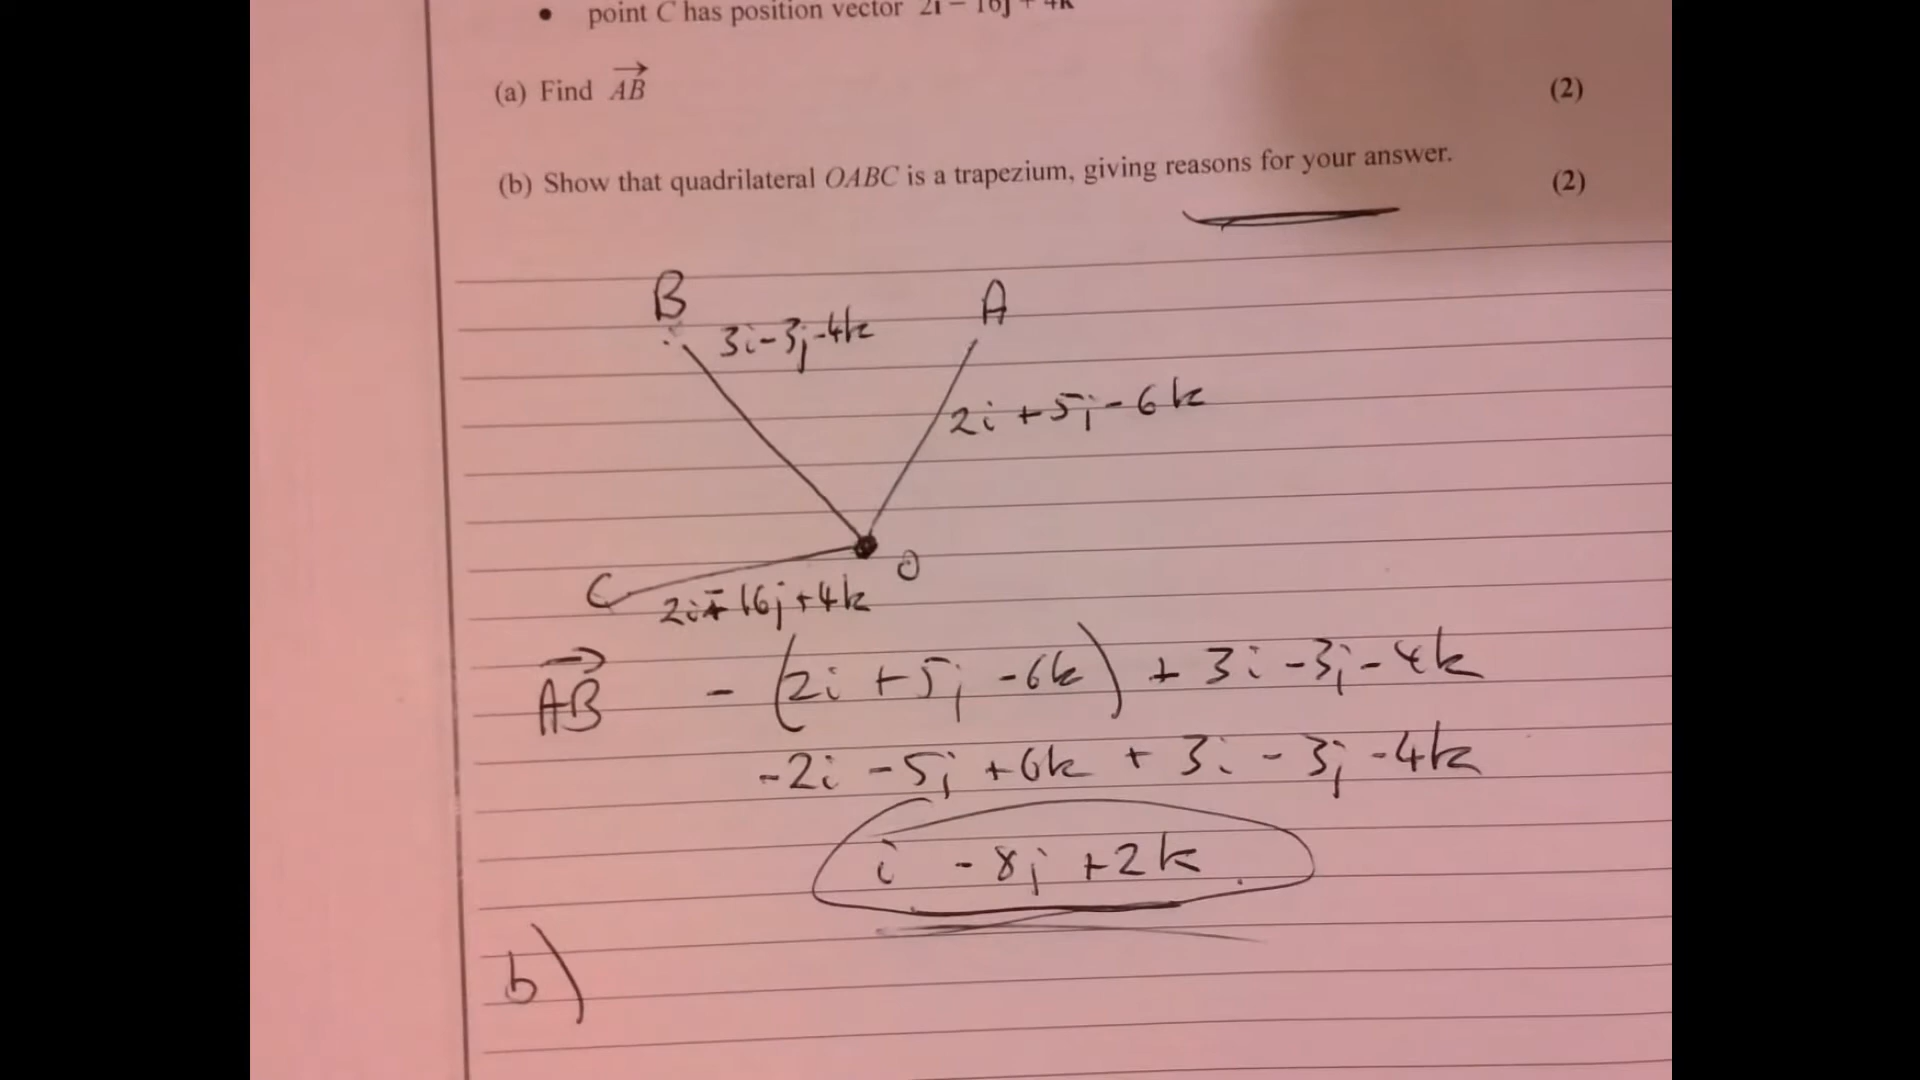 • point C has position vector 2i − 16j + 4k
(a) Find AB
(2)
(b) Show that quadrilateral OABC is a trapezium, giving reasons for your answer.
(2)
B
A
3i-3j-4k
2i + 5j - 6k
O
C
2i - 16j + 4k
AB - (2i + 5j - 6k) + 3i - 3j - 4k
-2i - 5j + 6k + 3i - 3j - 4k
i - 8j + 2k
b)